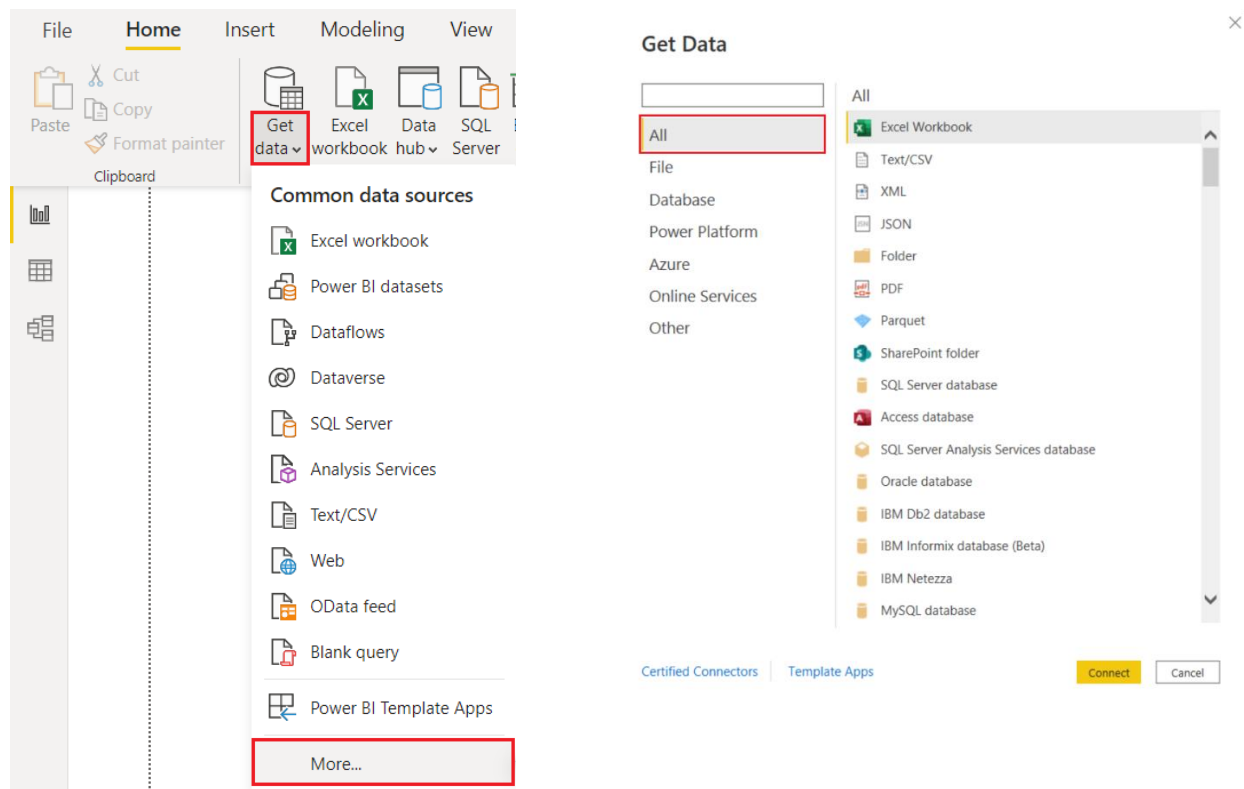 File Home Insert Modeling View
Paste
Cut
Copy
Format painter
Clipboard
Get data
Excel workbook
Data hub
SQL Server
Common data sources
Excel workbook
Power BI datasets
Dataflows
Dataverse
SQL Server
Analysis Services
Text/CSV
Web
OData feed
Blank query
Power BI Template Apps
More...
Get Data
All
File
Database
Power Platform
Azure
Online Services
Other
All
Excel Workbook
Text/CSV
XML
JSON
Folder
PDF
Parquet
SharePoint folder
SQL Server database
Access database
SQL Server Analysis Services database
Oracle database
IBM Db2 database
IBM Informix database (Beta)
IBM Netezza
MySQL database
Certified Connectors
Template Apps
Connect
Cancel